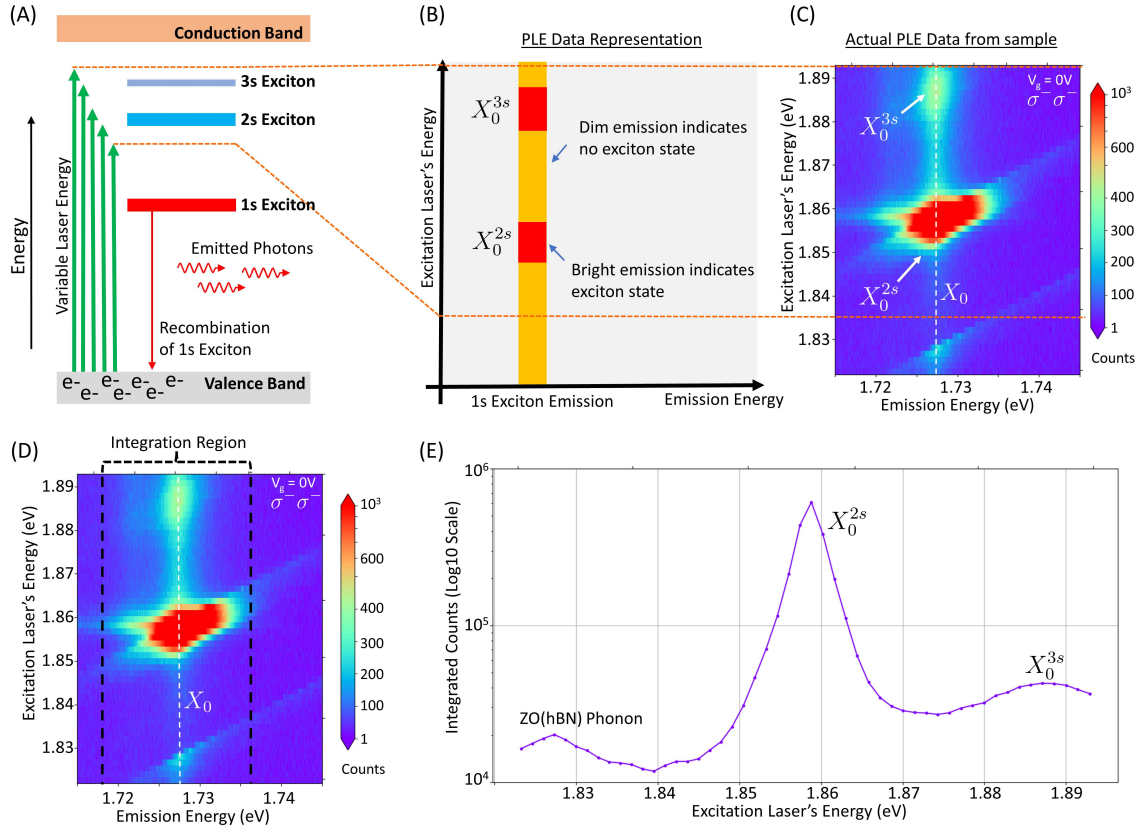 (A)
Conduction Band
3s Exciton
2s Exciton
1s Exciton
Energy
Variable Laser Energy
Emitted Photons
Recombination
of 1s Exciton
e- e- e- e- e- e- e-
Valence Band
(B)
PLE Data Representation
Excitation Laser's Energy
X_0^{3s}
Dim emission indicates
no exciton state
X_0^{2s}
Bright emission indicates
exciton state
1s Exciton Emission
Emission Energy
(C)
Actual PLE Data from sample
V_g = 0V
σ^- σ^-
X_0^{3s}
X_0^{2s}
X_0
Excitation Laser's Energy (eV)
1.89
1.88
1.87
1.86
1.85
1.84
1.83
1.72 1.73 1.74
Emission Energy (eV)
10³
800
600
400
300
200
100
1
Counts
(D)
Integration Region
V_g = 0V
σ^- σ^-
X_0
Excitation Laser's Energy (eV)
1.89
1.88
1.87
1.86
1.85
1.84
1.83
1.72 1.73 1.74
Emission Energy (eV)
10³
600
400
300
200
100
1
Counts
(E)
Integrated Counts (Log10 Scale)
10⁶
10⁵
10⁴
X_0^{2s}
X_0^{3s}
ZO(hBN) Phonon
1.83 1.84 1.85 1.86 1.87 1.88 1.89
Excitation Laser's Energy (eV)